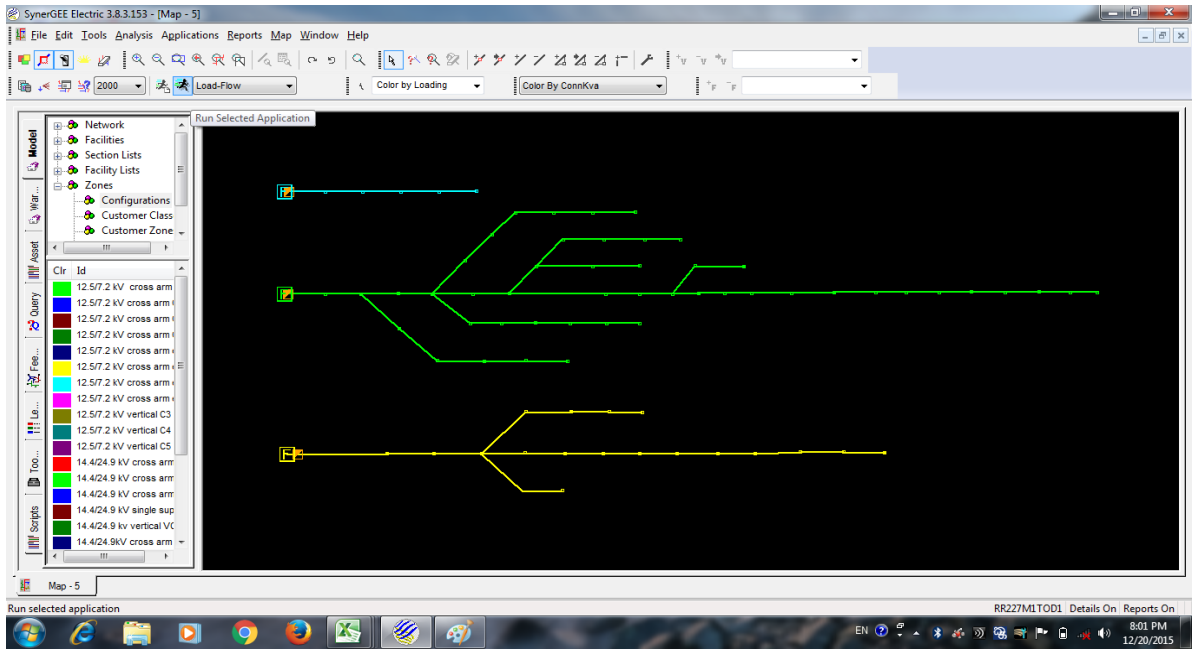 SynerGEE Electric 3.8.3.153 - [Map - 5]
File Edit Tools Analysis Applications Reports Map Window Help
2000 Load-Flow Color by Loading Color By ConnKva
Run Selected Application
Model
War...
Asset
Query
Fee...
Le...
Too...
Scripts
Network
Facilities
Section Lists
Facility Lists
Zones
Configurations
Customer Class
Customer Zone
Clr Id
12.5/7.2 kV cross arm
12.5/7.2 kV cross arm
12.5/7.2 kV cross arm
12.5/7.2 kV cross arm
12.5/7.2 kV cross arm
12.5/7.2 kV cross arm
12.5/7.2 kV cross arm
12.5/7.2 kV cross arm
12.5/7.2 kV vertical C3
12.5/7.2 kV vertical C4
12.5/7.2 kV vertical C5
14.4/24.9 kV cross arm
14.4/24.9 kV cross arm
14.4/24.9 kV cross arm
14.4/24.9 kV single sup
14.4/24.9 kv vertical VC
14.4/24.9kV cross arm
Map - 5
Run selected application
RR227M1TOD1 Details On Reports On
EN
8:01 PM
12/20/2015